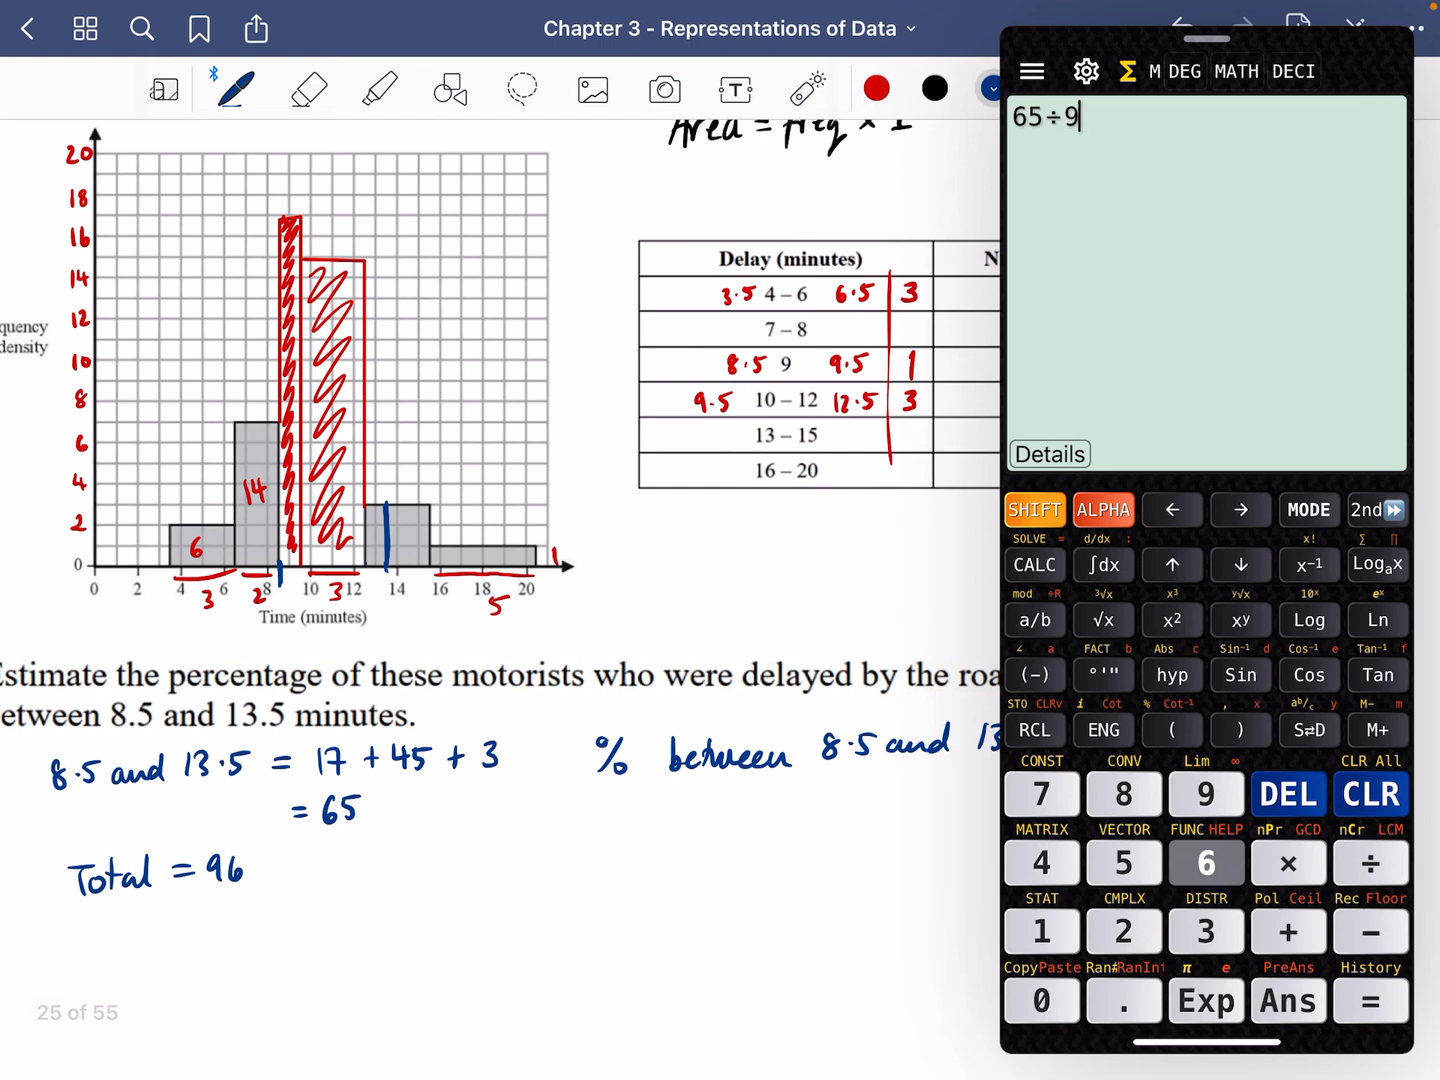 Chapter 3 - Representations of Data
Area = Freq × 1
20
18
16
14
12
10
8
6
4
2
0
quency
density
6
14
0 2 4 6 8 10 12 14 16 18 20
3 2 3 5 1
Time (minutes)
Delay (minutes) N
3.5 4 – 6 6.5 3
7 – 8
8.5 9 9.5 1
9.5 10 – 12 12.5 3
13 – 15
16 – 20
Estimate the percentage of these motorists who were delayed by the roa
etween 8.5 and 13.5 minutes.
8.5 and 13.5 = 17 + 45 + 3
= 65
Total = 96
% between 8.5 and 13
25 of 55
M DEG MATH DECI
65÷9
Details
SHIFT ALPHA ← → MODE 2nd
SOLVE = d/dx : x! ∑ ∏
CALC ∫dx ↑ ↓ x⁻¹ Logₐx
mod ÷R ³√x x³ ʸ√x 10ˣ eˣ
a/b √x x² xʸ Log Ln
∠ a FACT b Abs c Sin⁻¹ d Cos⁻¹ e Tan⁻¹ f
(−) °'" hyp Sin Cos Tan
STO CLRv i Cot % Cot⁻¹ , x aᵇ/c y M− m
RCL ENG ( ) S⇄D M+
CONST CONV Lim ∞ CLR All
7 8 9 DEL CLR
MATRIX VECTOR FUNC HELP nPr GCD nCr LCM
4 5 6 × ÷
STAT CMPLX DISTR Pol Ceil Rec Floor
1 2 3 + −
Copy Paste Ran# RanInt π e PreAns History
0 . Exp Ans =